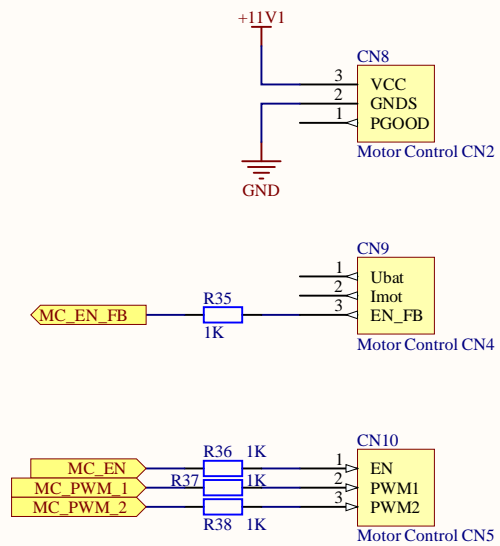 +11V1
CN8
3 VCC
2 GNDS
1 PGOOD
Motor Control CN2
GND
CN9
1 Ubat
2 Imot
MC_EN_FB R35 1K 3 EN_FB
Motor Control CN4
CN10
MC_EN R36 1K 1 EN
MC_PWM_1 R37 1K 2 PWM1
MC_PWM_2 R38 1K 3 PWM2
Motor Control CN5